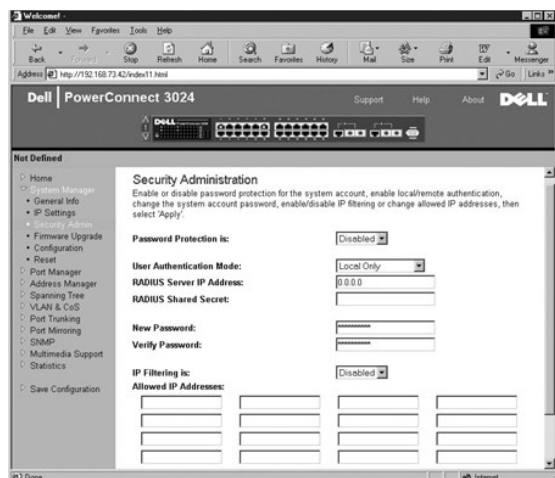 Welcome! -
File Edit View Favorites Tools Help
Back Forward Stop Refresh Home Search Favorites History Mail Size Print Edit Messenger
Address http://192.168.73.42/index11.html Go Links »
Dell | PowerConnect 3024
Support Help About DELL
DELL
Not Defined
Home
System Manager
General Info
IP Settings
Security Admin
Firmware Upgrade
Configuration
Reset
Port Manager
Address Manager
Spanning Tree
VLAN & CoS
Port Trunking
Port Mirroring
SNMP
Multimedia Support
Statistics
Save Configuration
Security Administration
Enable or disable password protection for the system account, enable local/remote authentication,
change the system account password, enable/disable IP filtering or change allowed IP addresses, then
select 'Apply'.
Password Protection is: Disabled
User Authentication Mode: Local Only
RADIUS Server IP Address: 0.0.0.0
RADIUS Shared Secret:
New Password: **********
Verify Password: **********
IP Filtering is: Disabled
Allowed IP Addresses:
Done Internet